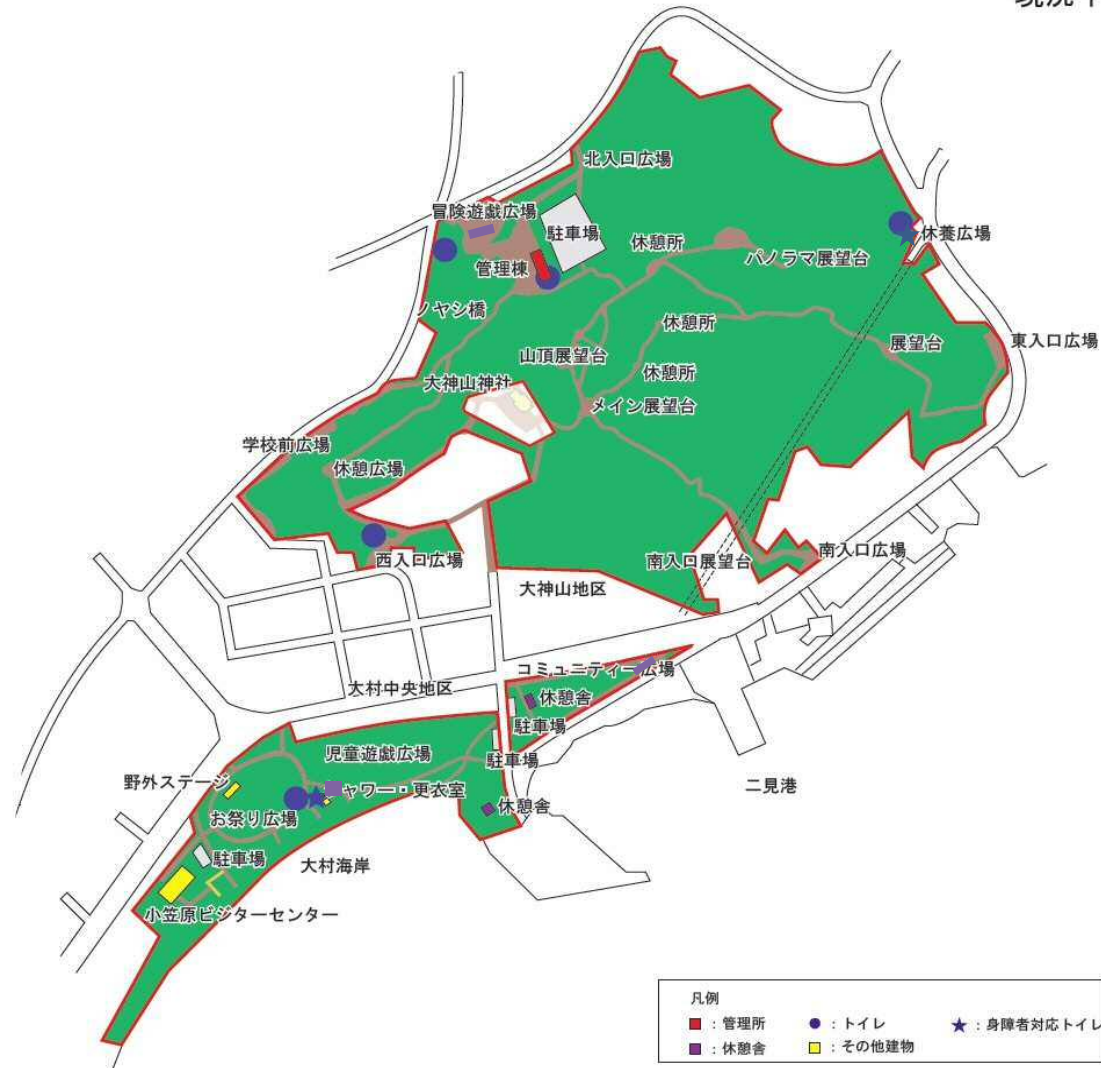 北入口広場
冒険遊戯広場
駐車場
休憩所
休養広場
パノラマ展望台
管理棟
ノヤシ橋
休憩所
展望台
東入口広場
山頂展望台
休憩所
大神山神社
メイン展望台
学校前広場
休憩広場
西入口広場
南入口展望台
南入口広場
大神山地区
コミュニティー広場
大村中央地区
休憩舎
駐車場
児童遊戯広場
駐車場
野外ステージ
ャワー・更衣室
二見港
休憩舎
お祭り広場
駐車場
大村海岸
小笠原ビジターセンター
凡例
：管理所
：トイレ
：身障者対応トイレ
：休憩舎
：その他建物